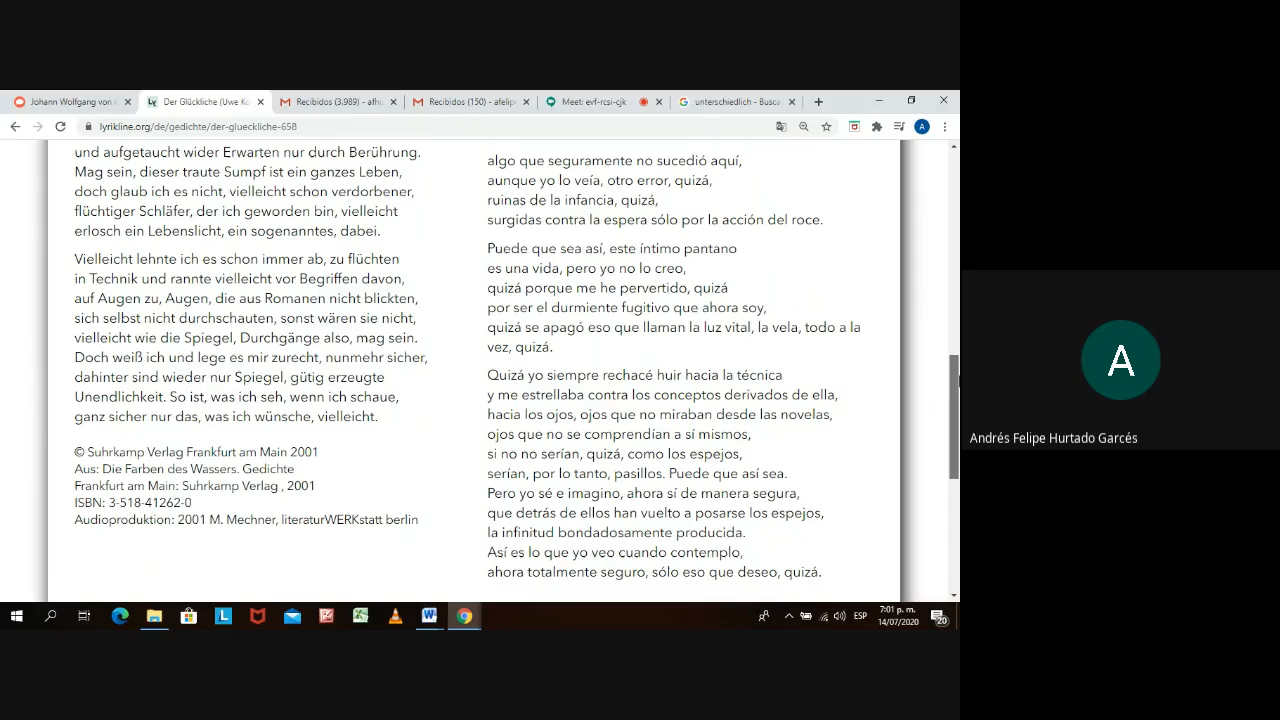 Johann Wolfgang von G
Der Glückliche (Uwe Ko
Recibidos (3.989) - afhu
Recibidos (150) - afelip
Meet: evf-rcsi-cjk
unterschiedlich - Busca
lyrikline.org/de/gedichte/der-glueckliche-658
A
und aufgetaucht wider Erwarten nur durch Berührung.
Mag sein, dieser traute Sumpf ist ein ganzes Leben,
doch glaub ich es nicht, vielleicht schon verdorbener,
flüchtiger Schläfer, der ich geworden bin, vielleicht
erlosch ein Lebenslicht, ein sogenanntes, dabei.
Vielleicht lehnte ich es schon immer ab, zu flüchten
in Technik und rannte vielleicht vor Begriffen davon,
auf Augen zu, Augen, die aus Romanen nicht blickten,
sich selbst nicht durchschauten, sonst wären sie nicht,
vielleicht wie die Spiegel, Durchgänge also, mag sein.
Doch weiß ich und lege es mir zurecht, nunmehr sicher,
dahinter sind wieder nur Spiegel, gütig erzeugte
Unendlichkeit. So ist, was ich seh, wenn ich schaue,
ganz sicher nur das, was ich wünsche, vielleicht.
© Suhrkamp Verlag Frankfurt am Main 2001
Aus: Die Farben des Wassers. Gedichte
Frankfurt am Main: Suhrkamp Verlag , 2001
ISBN: 3-518-41262-0
Audioproduktion: 2001 M. Mechner, literaturWERKstatt berlin
algo que seguramente no sucedió aquí,
aunque yo lo veía, otro error, quizá,
ruinas de la infancia, quizá,
surgidas contra la espera sólo por la acción del roce.
Puede que sea así, este íntimo pantano
es una vida, pero yo no lo creo,
quizá porque me he pervertido, quizá
por ser el durmiente fugitivo que ahora soy,
quizá se apagó eso que llaman la luz vital, la vela, todo a la
vez, quizá.
Quizá yo siempre rechacé huir hacia la técnica
y me estrellaba contra los conceptos derivados de ella,
hacia los ojos, ojos que no miraban desde las novelas,
ojos que no se comprendían a sí mismos,
si no no serían, quizá, como los espejos,
serían, por lo tanto, pasillos. Puede que así sea.
Pero yo sé e imagino, ahora sí de manera segura,
que detrás de ellos han vuelto a posarse los espejos,
la infinitud bondadosamente producida.
Así es lo que yo veo cuando contemplo,
ahora totalmente seguro, sólo eso que deseo, quizá.
ESP
7:01 p. m.
14/07/2020
20
A
Andrés Felipe Hurtado Garcés